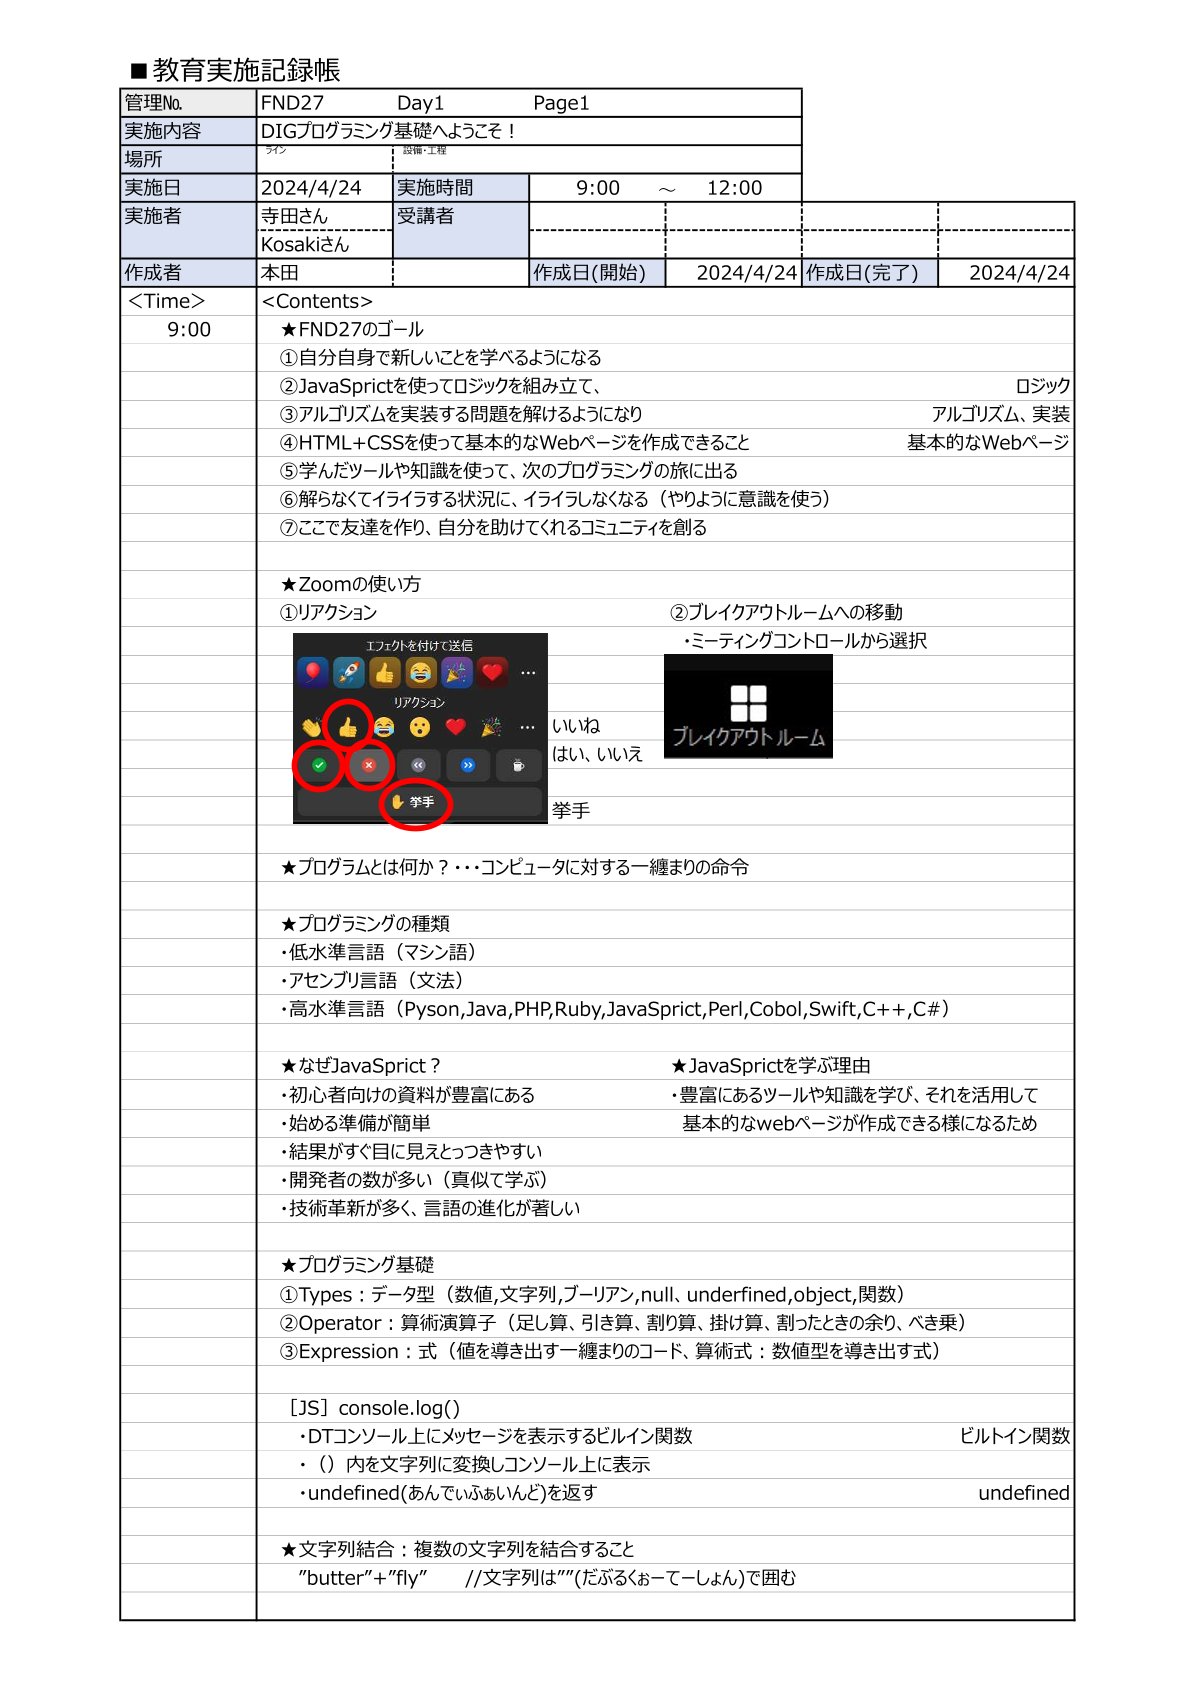 ■教育実施記録帳
管理No. FND27 Day1 Page1
実施内容 DIGプログラミング基礎へようこそ！
場所 ライン 設備・工程
実施日 2024/4/24 実施時間 9:00 ～ 12:00
実施者 寺田さん 受講者
Kosakiさん
作成者 本田 作成日(開始) 2024/4/24 作成日(完了) 2024/4/24
＜Time＞ <Contents>
9:00 ★FND27のゴール
①自分自身で新しいことを学べるようになる
②JavaSprictを使ってロジックを組み立て、 ロジック
③アルゴリズムを実装する問題を解けるようになり アルゴリズム、実装
④HTML+CSSを使って基本的なWebページを作成できること 基本的なWebページ
⑤学んだツールや知識を使って、次のプログラミングの旅に出る
⑥解らなくてイライラする状況に、イライラしなくなる（やりように意識を使う）
⑦ここで友達を作り、自分を助けてくれるコミュニティを創る
★Zoomの使い方
①リアクション ②ブレイクアウトルームへの移動
・ミーティングコントロールから選択
エフェクトを付けて送信
リアクション
いいね
ブレイクアウト ルーム
はい、いいえ
挙手
挙手
★プログラムとは何か？・・・コンピュータに対する一纏まりの命令
★プログラミングの種類
・低水準言語（マシン語）
・アセンブリ言語（文法）
・高水準言語（Pyson,Java,PHP,Ruby,JavaSprict,Perl,Cobol,Swift,C++,C#）
★なぜJavaSprict？ ★JavaSprictを学ぶ理由
・初心者向けの資料が豊富にある ・豊富にあるツールや知識を学び、それを活用して
・始める準備が簡単 基本的なwebページが作成できる様になるため
・結果がすぐ目に見えとっつきやすい
・開発者の数が多い（真似て学ぶ）
・技術革新が多く、言語の進化が著しい
★プログラミング基礎
①Types：データ型（数値,文字列,ブーリアン,null、underfined,object,関数）
②Operator：算術演算子（足し算、引き算、割り算、掛け算、割ったときの余り、べき乗）
③Expression：式（値を導き出す一纏まりのコード、算術式：数値型を導き出す式）
［JS］console.log()
・DTコンソール上にメッセージを表示するビルイン関数 ビルトイン関数
・（）内を文字列に変換しコンソール上に表示
・undefined(あんでぃふぁいんど)を返す undefined
★文字列結合：複数の文字列を結合すること
”butter”+”fly” //文字列は””(だぶるくぉーてーしょん)で囲む